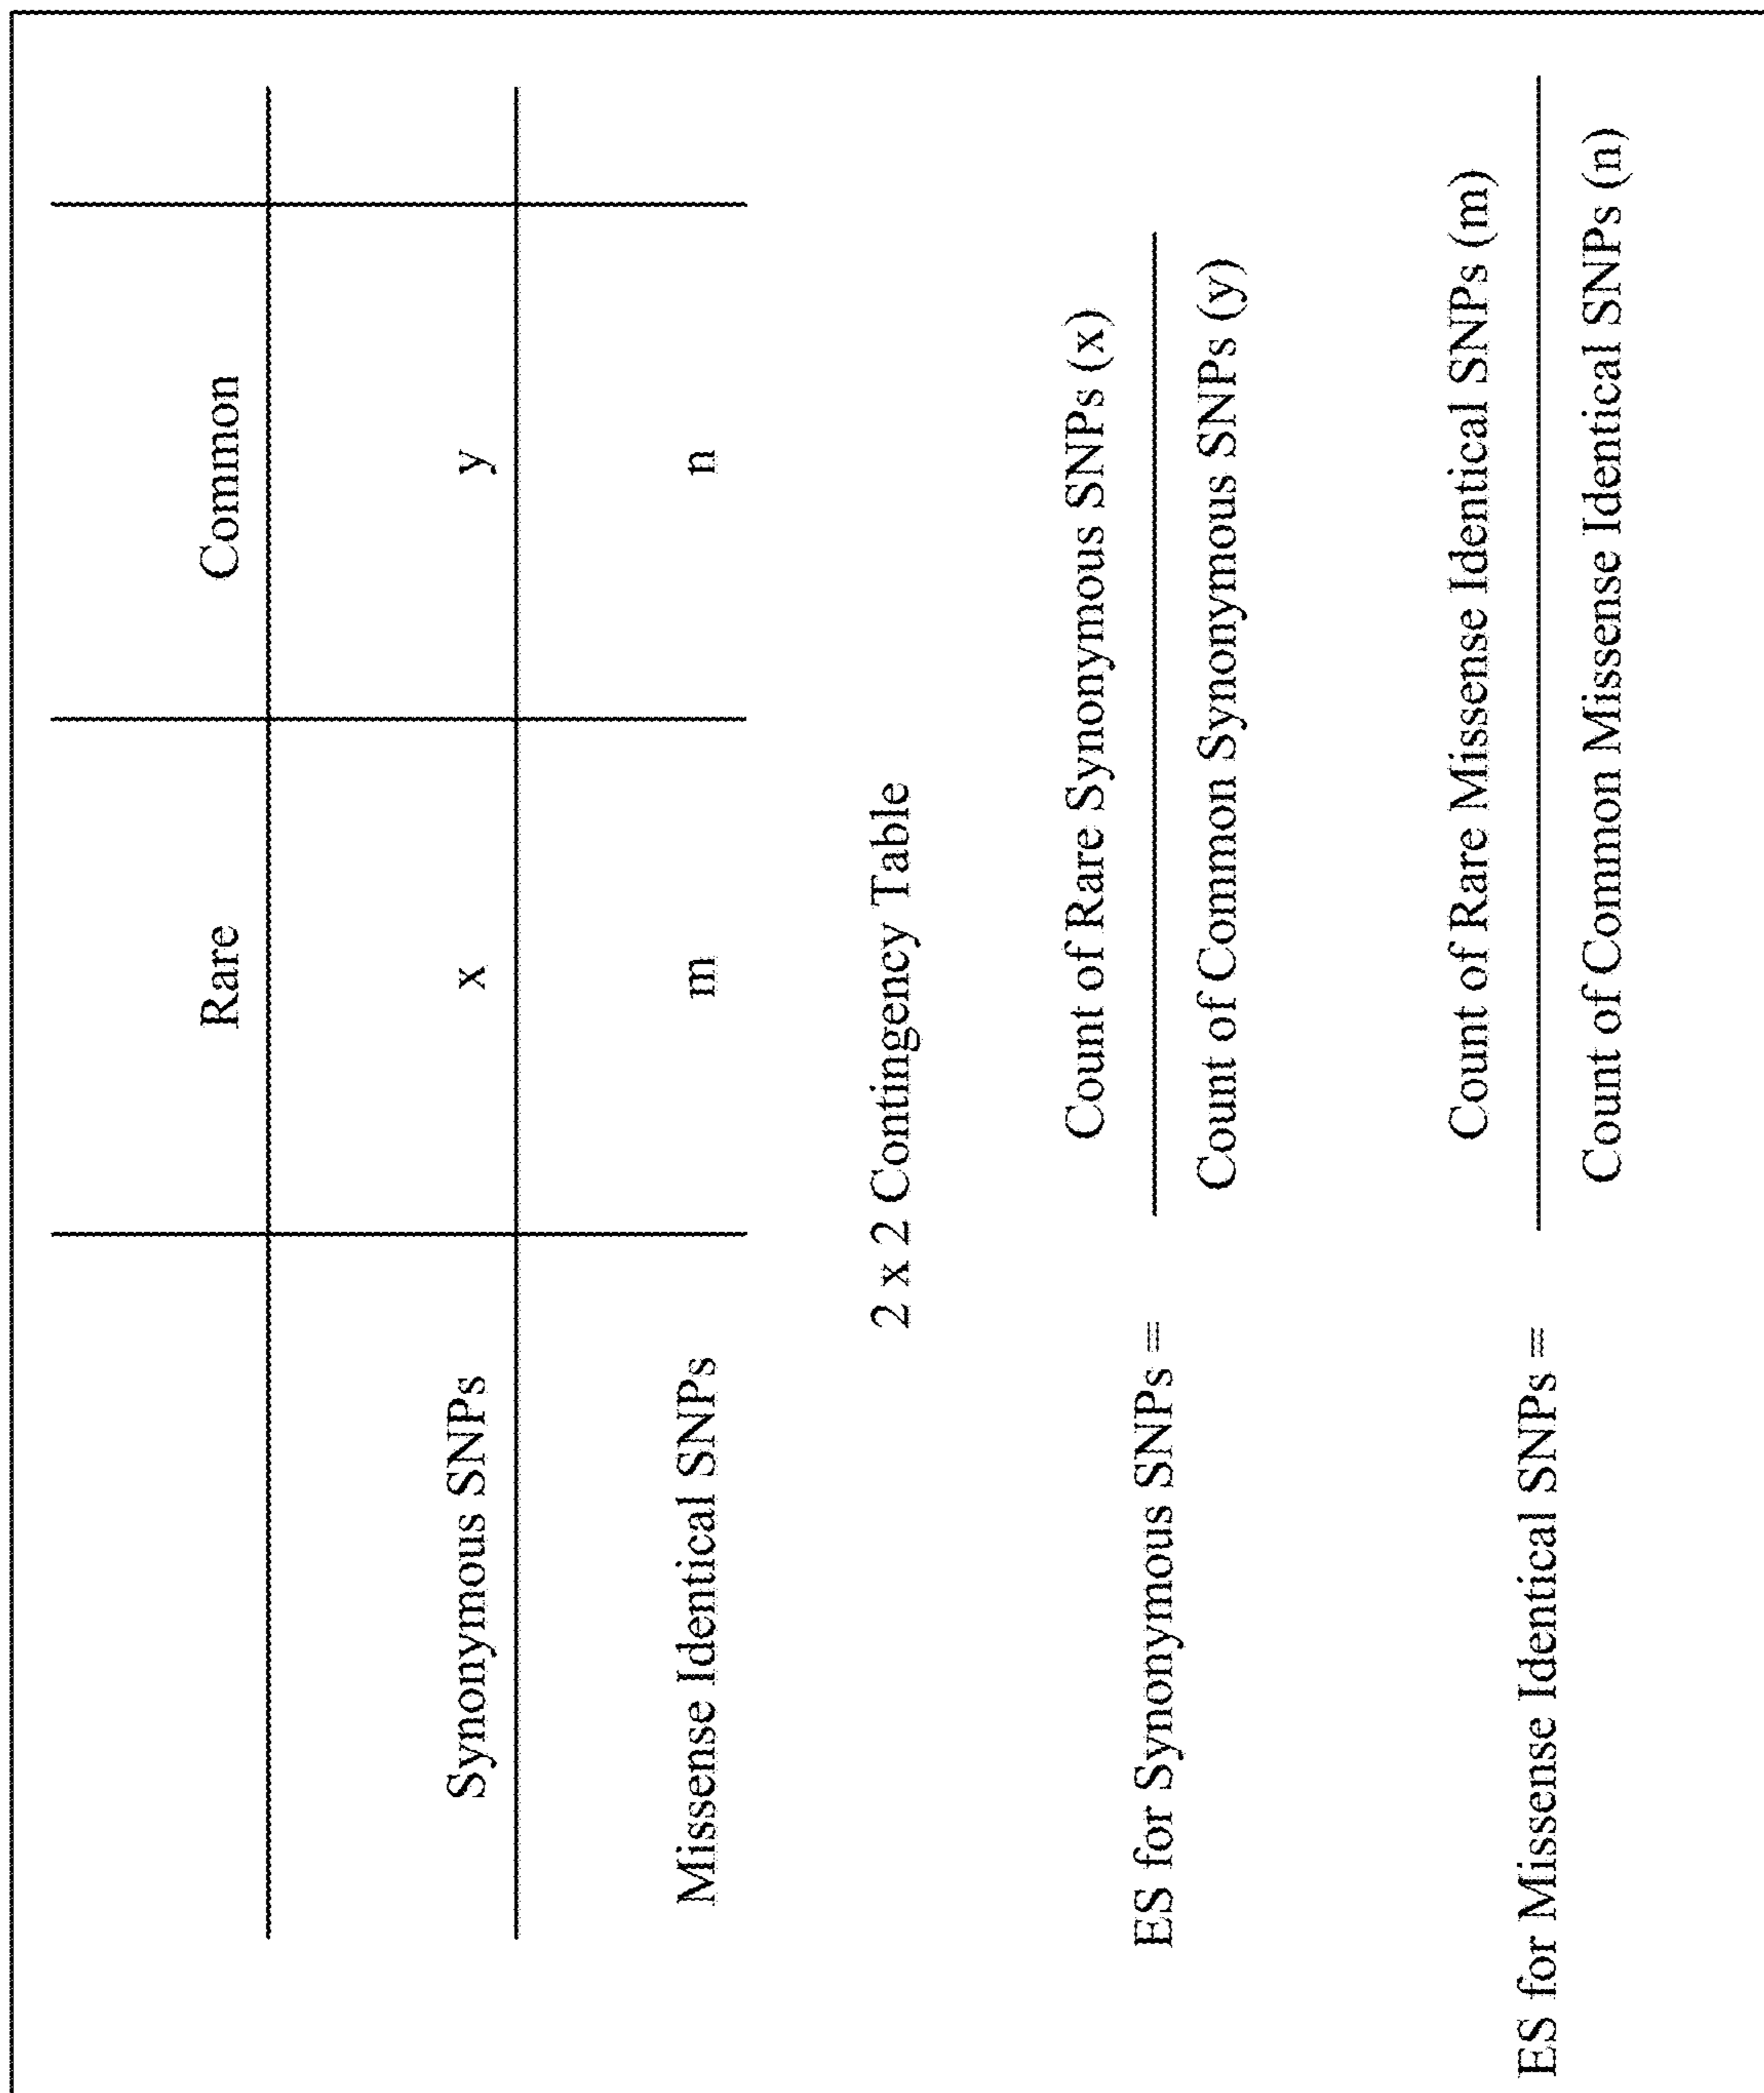 Rare Common
Synonymous SNPs x y
Missense Identical SNPs m n
2 x 2 Contingency Table
Count of Rare Synonymous SNPs (x)
ES for Synonymous SNPs =
Count of Common Synonymous SNPs (y)
Count of Rare Missense Identical SNPs (m)
ES for Missense Identical SNPs =
Count of Common Missense Identical SNPs (n)